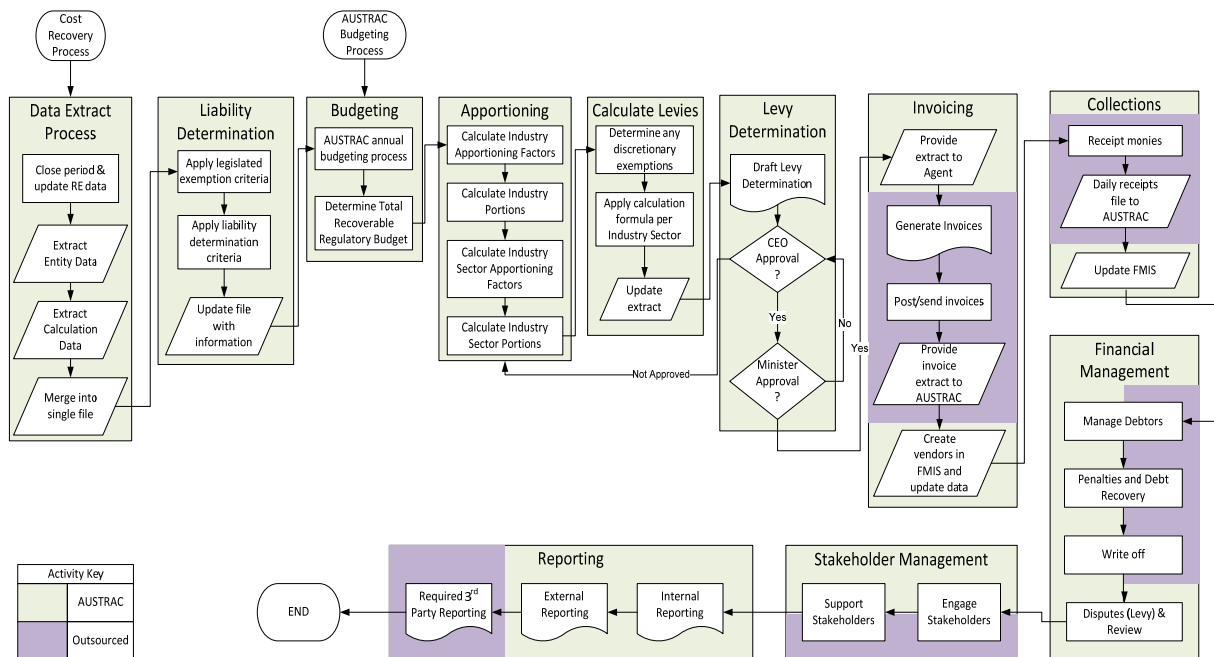 Cost
Recovery
Process
AUSTRAC
Budgeting
Process
Data Extract
Process
Close period &
update RE data
Extract
Entity Data
Extract
Calculation
Data
Merge into
single file
Liability
Determination
Apply legislated
exemption criteria
Apply liability
determination
criteria
Update file
with
information
Budgeting
AUSTRAC annual
budgeting process
Determine Total
Recoverable
Regulatory Budget
Apportioning
Calculate Industry
Apportioning Factors
Calculate Industry
Portions
Calculate Industry
Sector Apportioning
Factors
Calculate Industry
Sector Portions
Calculate Levies
Determine any
discretionary
exemptions
Apply calculation
formula per
Industry Sector
Update
extract
Levy
Determination
Draft Levy
Determination
CEO
Approval
?
Yes
No
Yes
Not Approved
Minister
Approval
?
Invoicing
Provide
extract to
Agent
Generate Invoices
Post/send invoices
Provide
invoice
extract to
AUSTRAC
Create
vendors in
FMIS and
update data
Collections
Receipt monies
Daily receipts
file to
AUSTRAC
Update FMIS
Financial
Management
Manage Debtors
Penalties and Debt
Recovery
Write off
Disputes (Levy) &
Review
Stakeholder Management
Engage
Stakeholders
Support
Stakeholders
Reporting
Internal
Reporting
External
Reporting
Required 3rd
Party Reporting
END
Activity Key
AUSTRAC
Outsourced